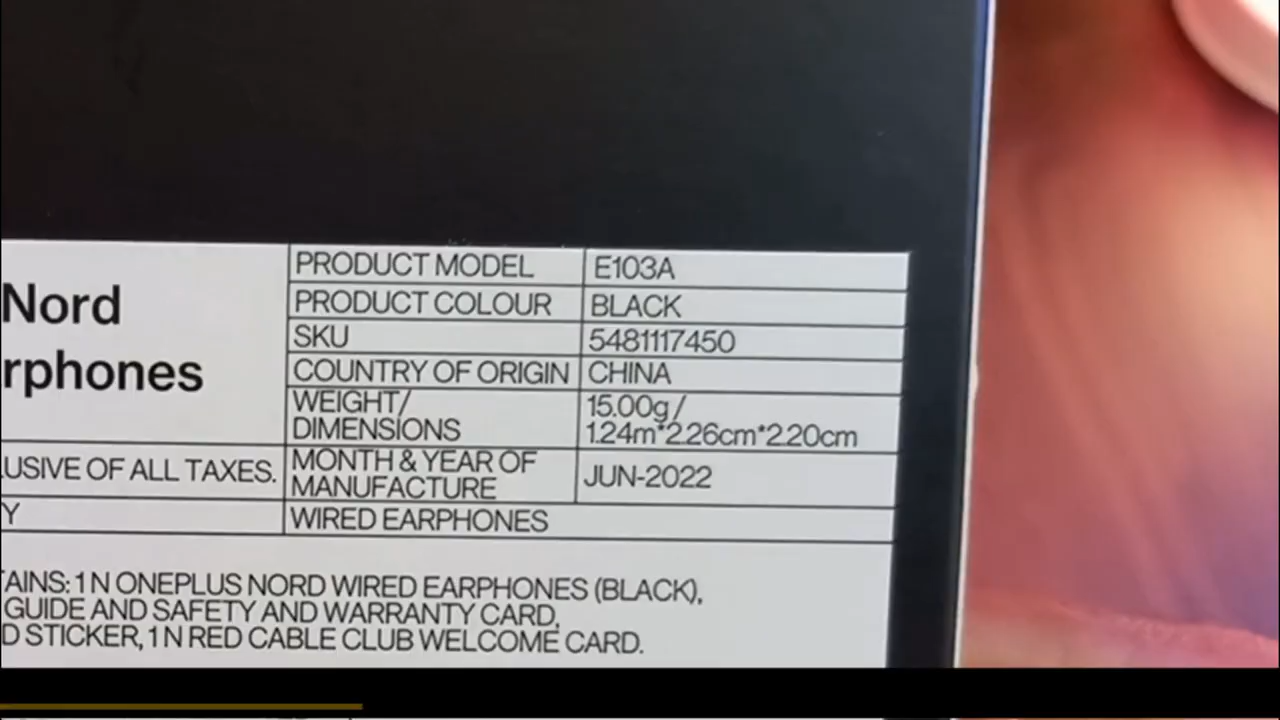 Nord
rphones
PRODUCT MODEL E103A
PRODUCT COLOUR BLACK
SKU 5481117450
COUNTRY OF ORIGIN CHINA
WEIGHT/
DIMENSIONS 15.00g/
1.24m*2.26cm*2.20cm
LUSIVE OF ALL TAXES.
MONTH & YEAR OF
MANUFACTURE JUN-2022
Y WIRED EARPHONES
TAINS: 1 N ONEPLUS NORD WIRED EARPHONES (BLACK),
GUIDE AND SAFETY AND WARRANTY CARD,
D STICKER, 1 N RED CABLE CLUB WELCOME CARD.